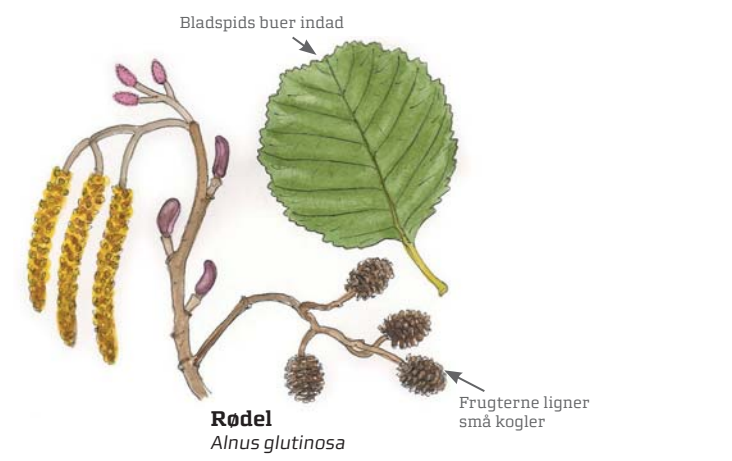 Bladspids buer indad
Frugterne ligner
små kogler
Rødel
Alnus glutinosa